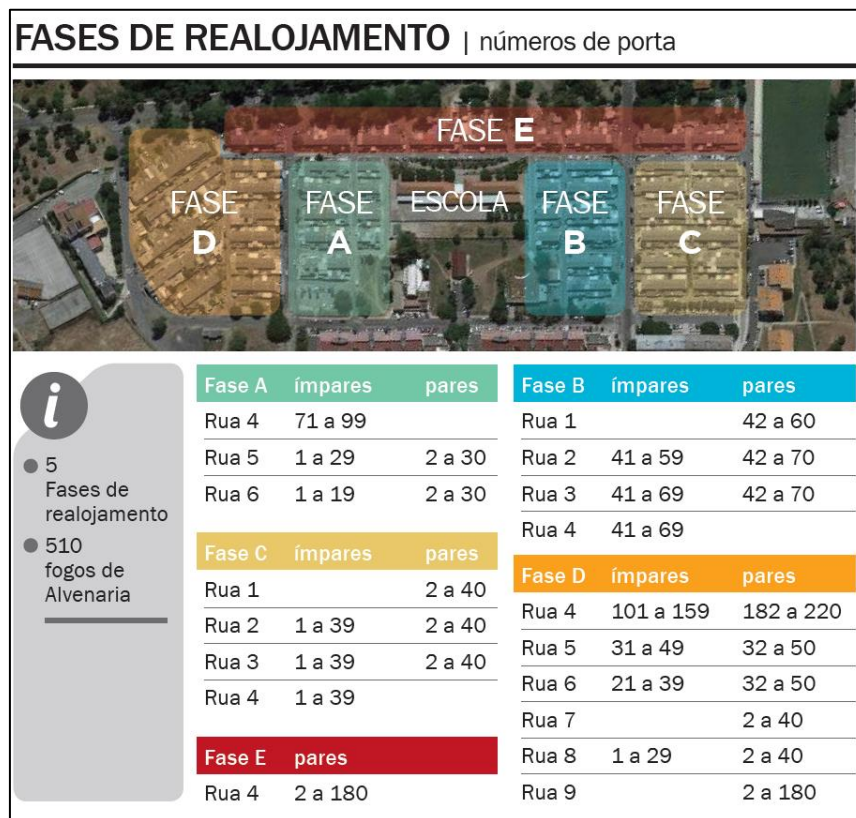 FASES DE REALOJAMENTO | números de porta
FASE E
FASE D
FASE A
ESCOLA
FASE B
FASE C
i
5
Fases de
realojamento
510
fogos de
Alvenaria
Fase A ímpares pares
Rua 4 71 a 99
Rua 5 1 a 29 2 a 30
Rua 6 1 a 19 2 a 30
Fase C ímpares pares
Rua 1 2 a 40
Rua 2 1 a 39 2 a 40
Rua 3 1 a 39 2 a 40
Rua 4 1 a 39
Fase E pares
Rua 4 2 a 180
Fase B ímpares pares
Rua 1 42 a 60
Rua 2 41 a 59 42 a 70
Rua 3 41 a 69 42 a 70
Rua 4 41 a 69
Fase D ímpares pares
Rua 4 101 a 159 182 a 220
Rua 5 31 a 49 32 a 50
Rua 6 21 a 39 32 a 50
Rua 7 2 a 40
Rua 8 1 a 29 2 a 40
Rua 9 2 a 180